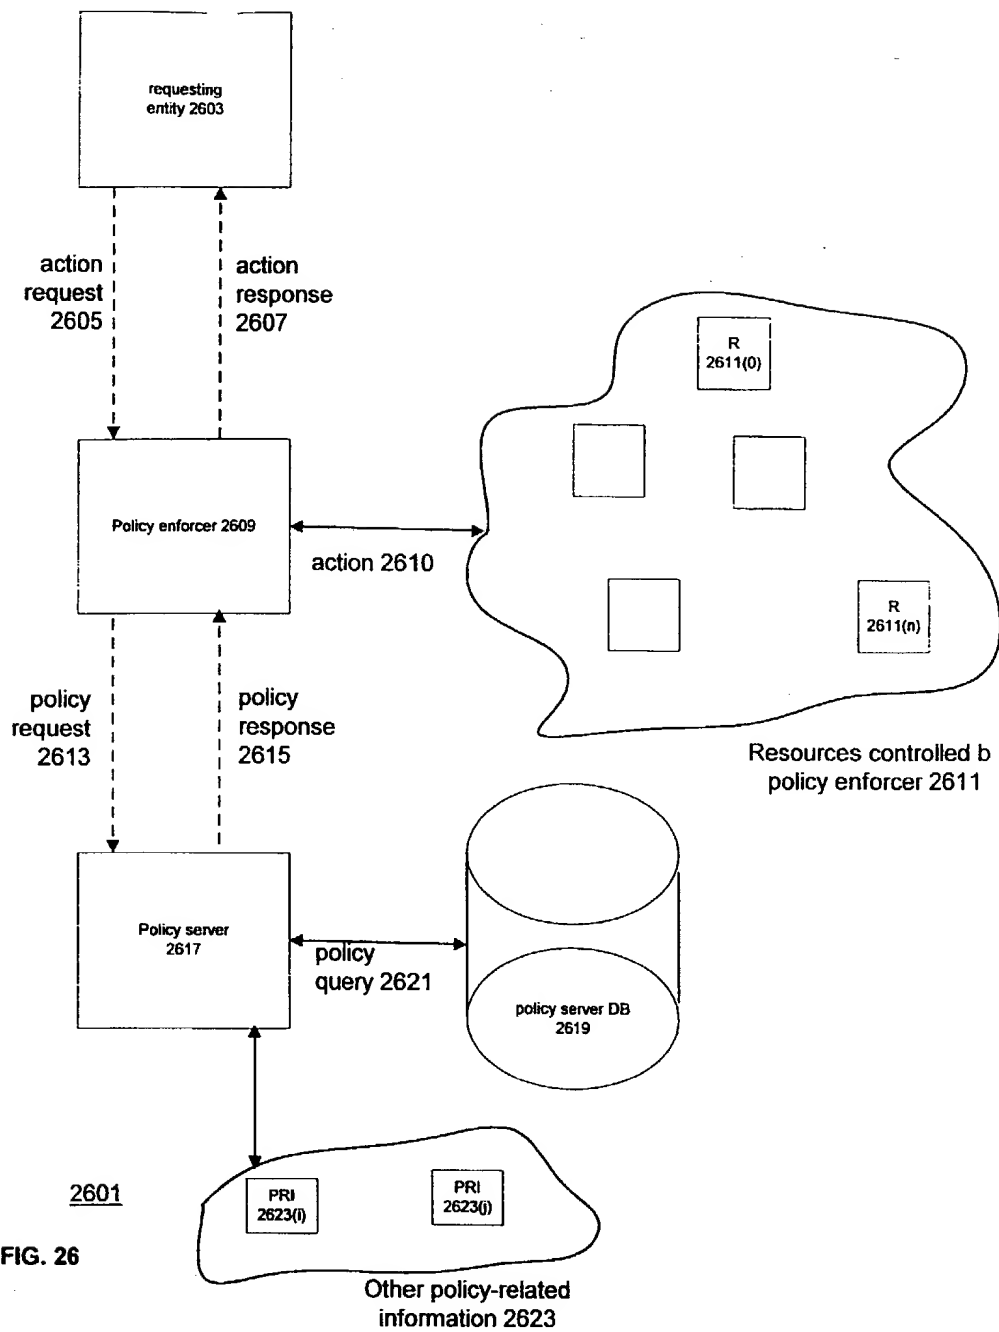 requesting
entity 2603
action
request
2605
action
response
2607
R
2611(0)
Policy enforcer 2609
action 2610
R
2611(n)
policy
request
2613
policy
response
2615
Resources controlled b
policy enforcer 2611
Policy server
2617
policy
query 2621
policy server DB
2619
2601
PRI
2623(i)
PRI
2623(j)
FIG. 26
Other policy-related
information 2623